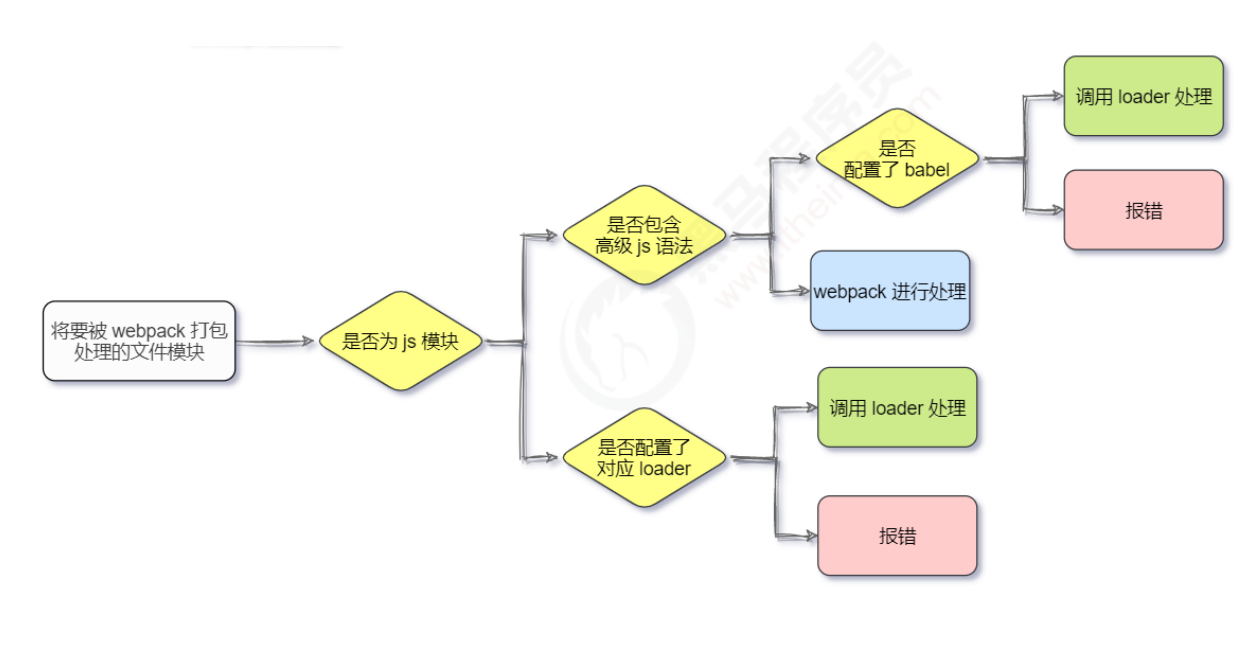 将要被 webpack 打包
处理的文件模块
是否为 js 模块
是否包含
高级 js 语法
是否
配置了 babel
调用 loader 处理
报错
webpack 进行处理
是否配置了
对应 loader
调用 loader 处理
报错
黑马程序员
www.itheima.com